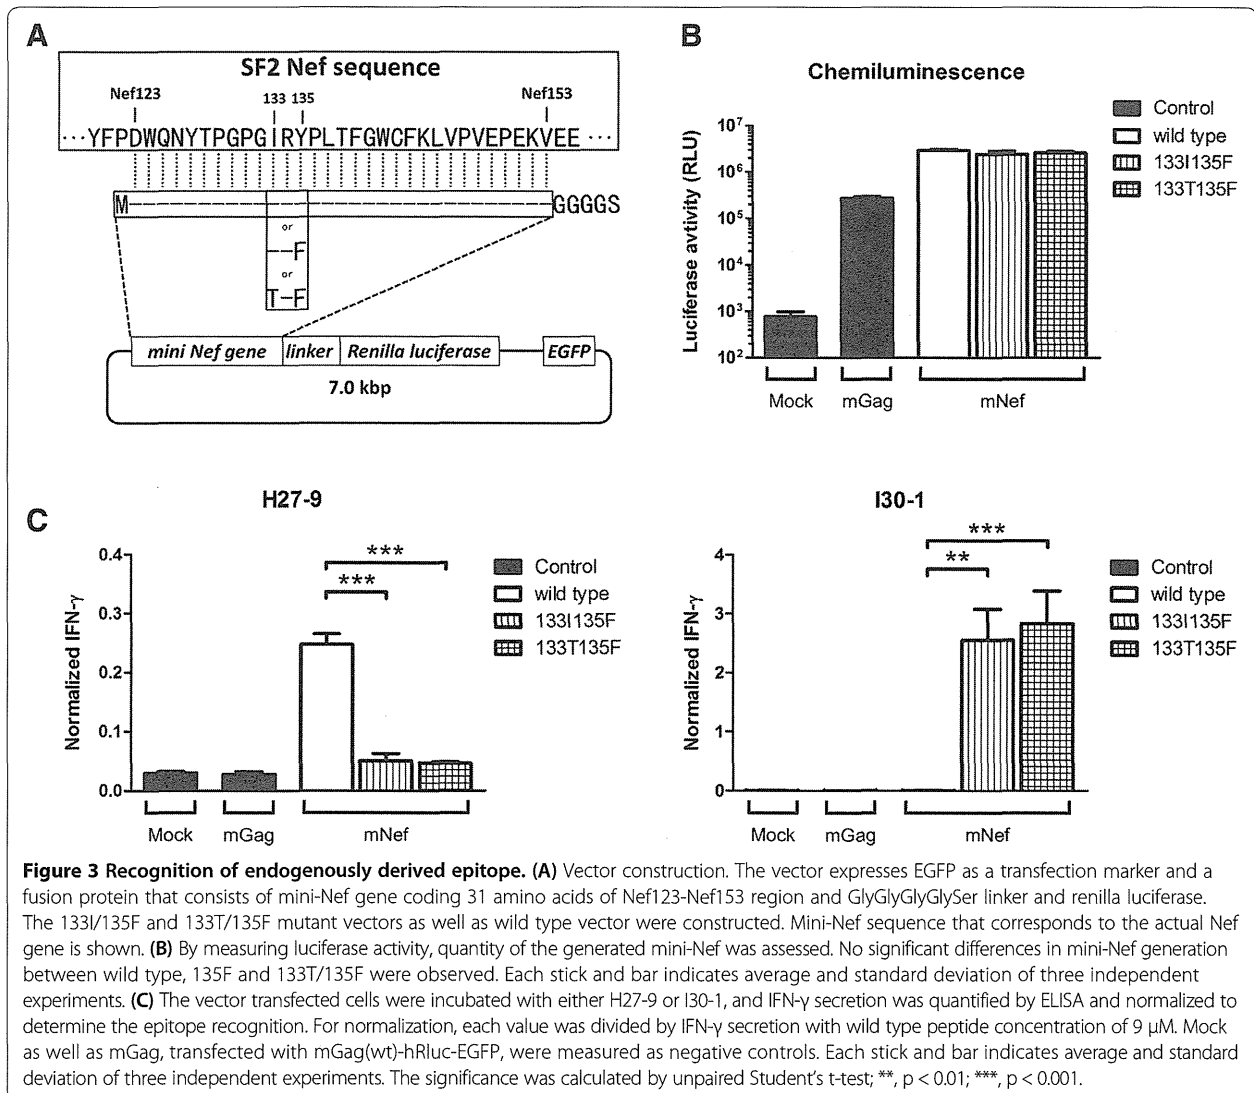 A
SF2 Nef sequence
Nef123
133 135
Nef153
···YFPDWQNYTPGPGIRYPLTFGWCFKLVPVEPEKVEE ···
M
GGGGS
or
F
or
T–F
mini Nef gene
linker
Renilla luciferase
EGFP
7.0 kbp
B
Chemiluminescence
Luciferase avtivity (RLU)
10^7
10^6
10^5
10^4
10^3
10^2
Mock
mGag
mNef
Control
wild type
133I135F
133T135F
C
H27-9
Normalized IFN-γ
0.4
0.3
0.2
0.1
0.0
***
***
Mock
mGag
mNef
Control
wild type
133I135F
133T135F
I30-1
Normalized IFN-γ
4
3
2
1
0
***
**
Mock
mGag
mNef
Control
wild type
133I135F
133T135F
Figure 3 Recognition of endogenously derived epitope. (A) Vector construction. The vector expresses EGFP as a transfection marker and a
fusion protein that consists of mini-Nef gene coding 31 amino acids of Nef123-Nef153 region and GlyGlyGlyGlySer linker and renilla luciferase.
The 133I/135F and 133T/135F mutant vectors as well as wild type vector were constructed. Mini-Nef sequence that corresponds to the actual Nef
gene is shown. (B) By measuring luciferase activity, quantity of the generated mini-Nef was assessed. No significant differences in mini-Nef generation
between wild type, 135F and 133T/135F were observed. Each stick and bar indicates average and standard deviation of three independent
experiments. (C) The vector transfected cells were incubated with either H27-9 or I30-1, and IFN-γ secretion was quantified by ELISA and normalized to
determine the epitope recognition. For normalization, each value was divided by IFN-γ secretion with wild type peptide concentration of 9 μM. Mock
as well as mGag, transfected with mGag(wt)-hRluc-EGFP, were measured as negative controls. Each stick and bar indicates average and standard
deviation of three independent experiments. The significance was calculated by unpaired Student's t-test; **, p < 0.01; ***, p < 0.001.